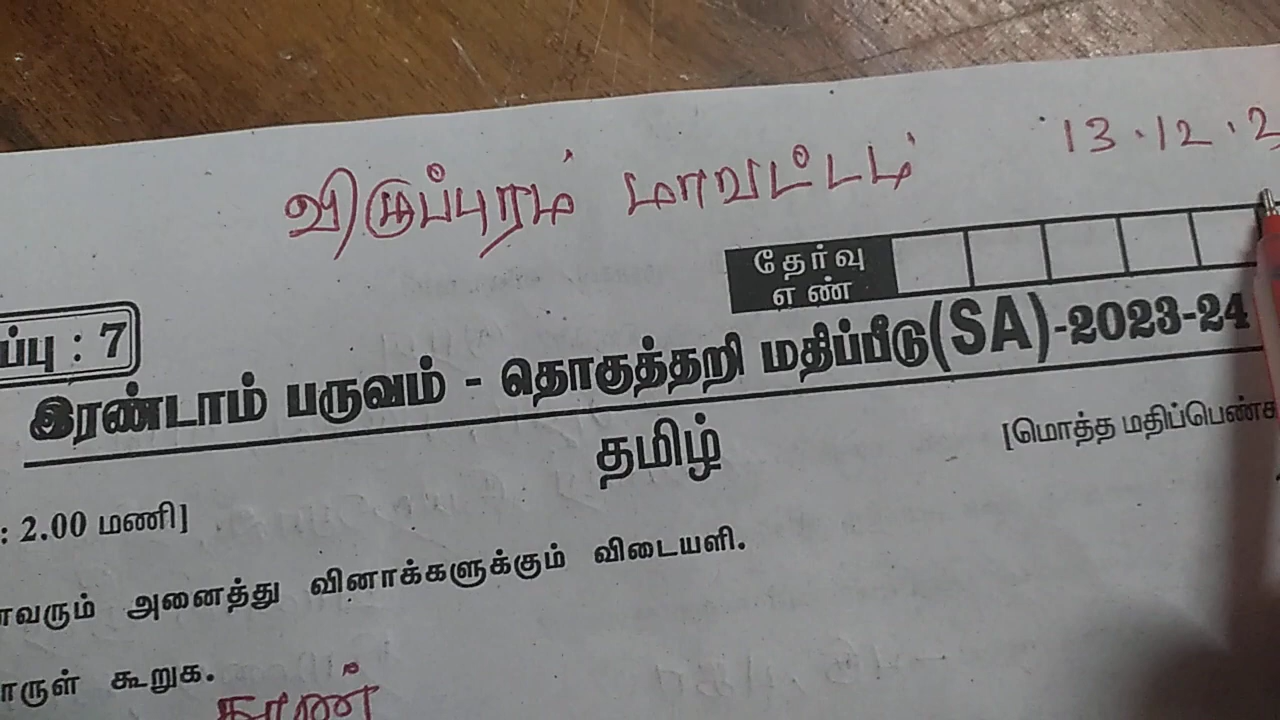 விழுப்புரம் மாவட்டம்
13.12.2
தேர்வு
எண்
ப்பு : 7
இரண்டாம் பருவம் - தொகுத்தறி மதிப்பீடு(SA)-2023-24
தமிழ்
[மொத்த மதிப்பெண்க
: 2.00 மணி]
வரும் அனைத்து வினாக்களுக்கும் விடையளி.
ருள் கூறுக.